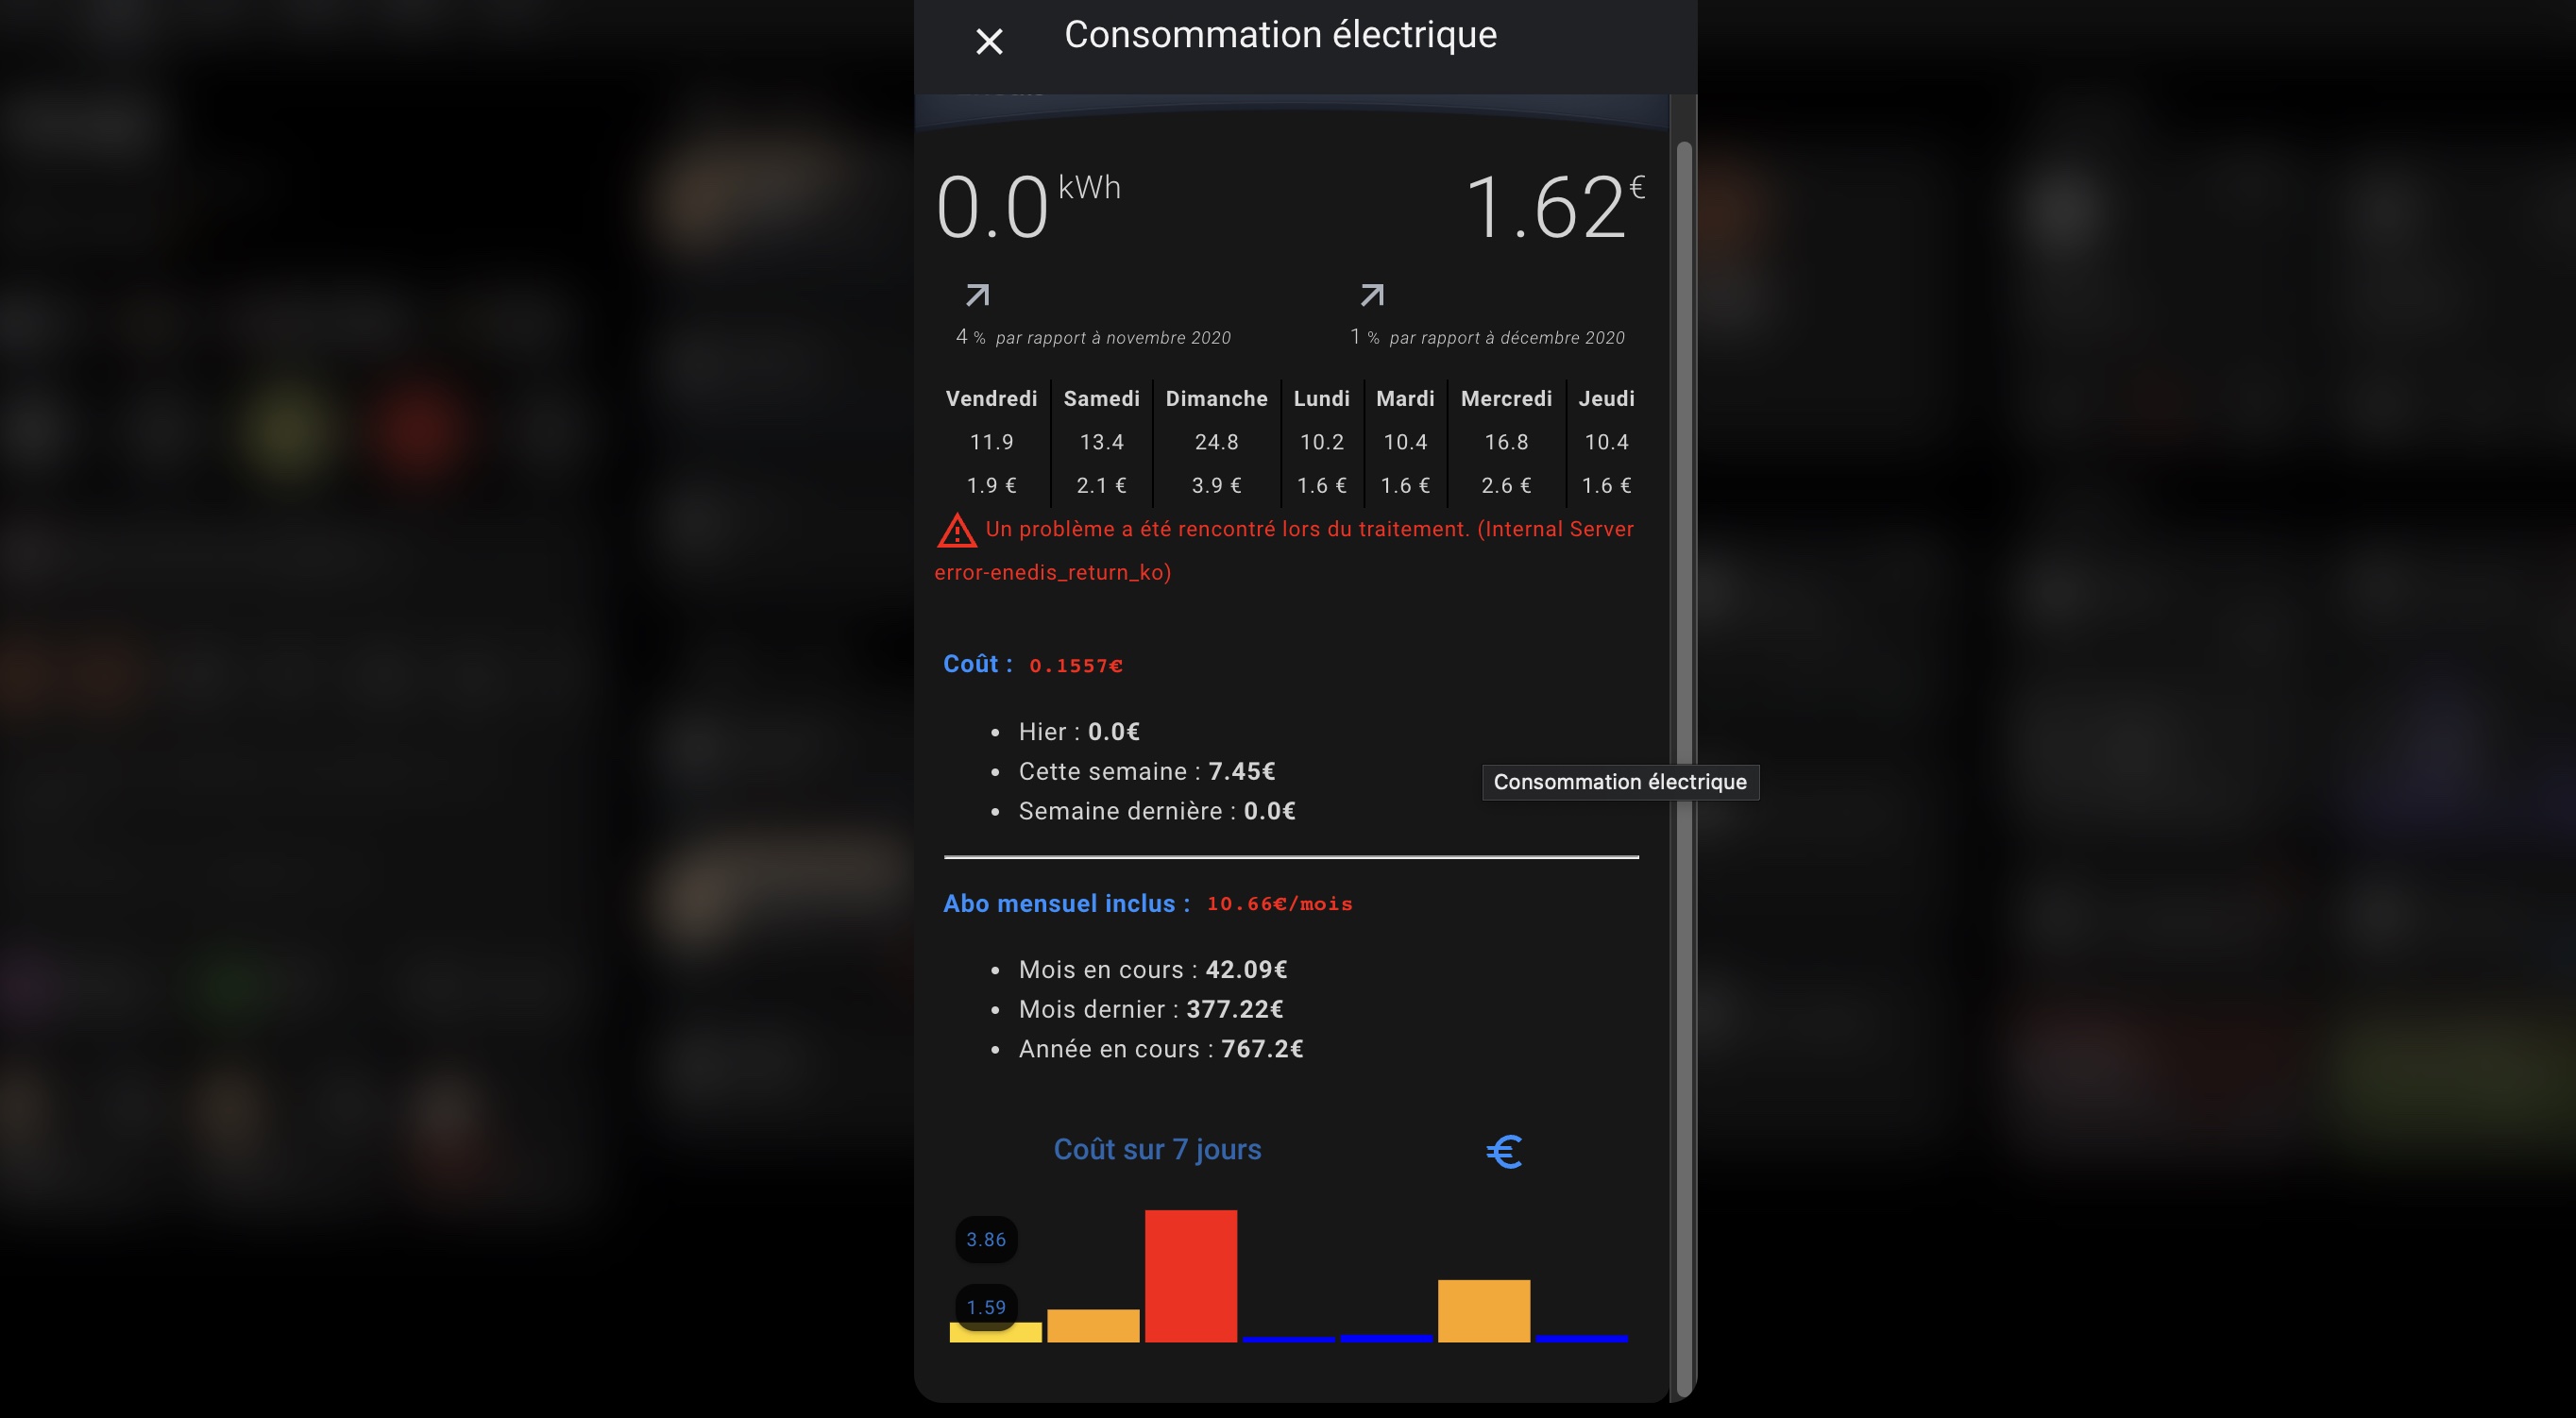 Consommation électrique
0.0 kWh
1.62 €
4 % par rapport à novembre 2020
1 % par rapport à décembre 2020
Vendredi Samedi Dimanche Lundi Mardi Mercredi Jeudi
11.9 13.4 24.8 10.2 10.4 16.8 10.4
1.9 € 2.1 € 3.9 € 1.6 € 1.6 € 2.6 € 1.6 €
Un problème a été rencontré lors du traitement. (Internal Server
error-enedis_return_ko)
Coût : 0.1557€
• Hier : 0.0€
• Cette semaine : 7.45€
Consommation électrique
• Semaine dernière : 0.0€
Abo mensuel inclus : 10.66€/mois
• Mois en cours : 42.09€
• Mois dernier : 377.22€
• Année en cours : 767.2€
Coût sur 7 jours €
3.86
1.59